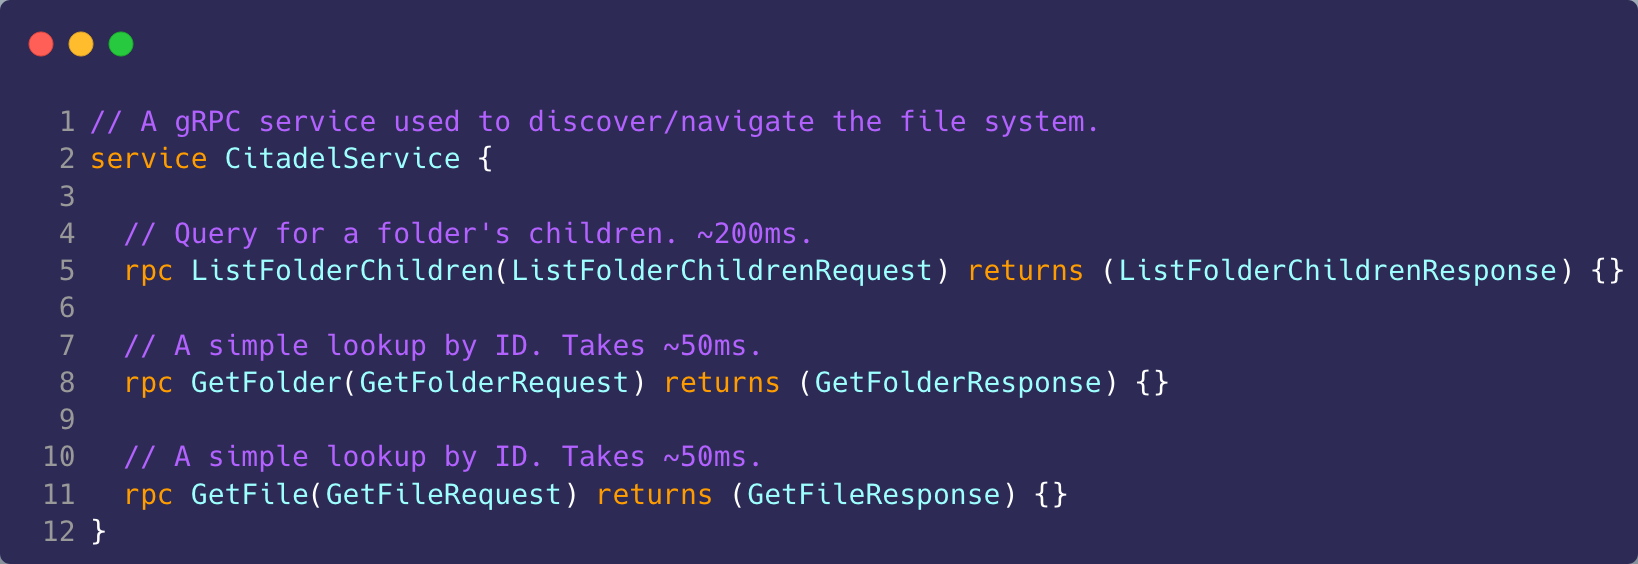 1 // A gRPC service used to discover/navigate the file system.
2 service CitadelService {
3
4   // Query for a folder's children. ~200ms.
5   rpc ListFolderChildren(ListFolderChildrenRequest) returns (ListFolderChildrenResponse) {}
6
7   // A simple lookup by ID. Takes ~50ms.
8   rpc GetFolder(GetFolderRequest) returns (GetFolderResponse) {}
9
10   // A simple lookup by ID. Takes ~50ms.
11   rpc GetFile(GetFileRequest) returns (GetFileResponse) {}
12 }